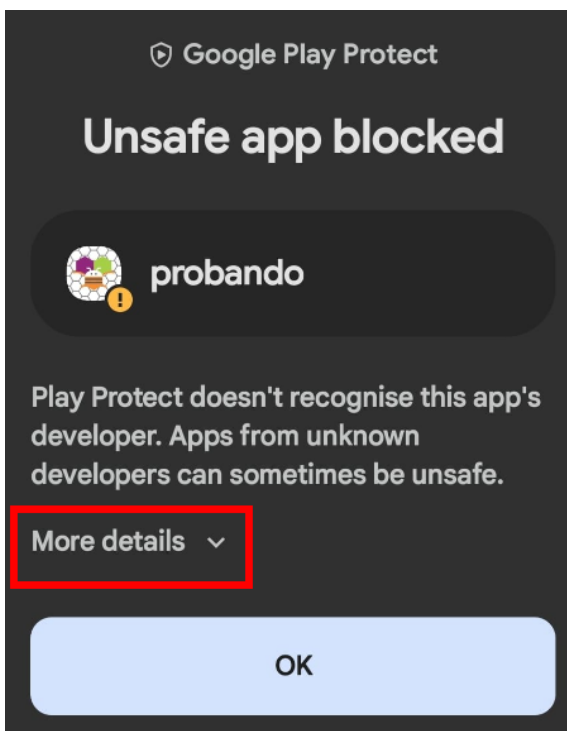 Google Play Protect
Unsafe app blocked
probando
Play Protect doesn't recognise this app's
developer. Apps from unknown
developers can sometimes be unsafe.
More details
OK